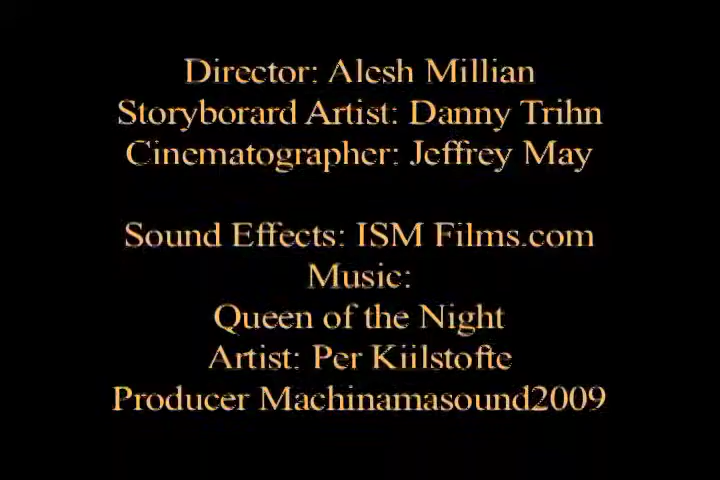 Director: Alesh Millian
Storyborard Artist: Danny Trihn
Cinematographer: Jeffrey May
Sound Effects: ISM Films.com
Music:
Queen of the Night
Artist: Per Kiilstofte
Producer Machinamasound2009